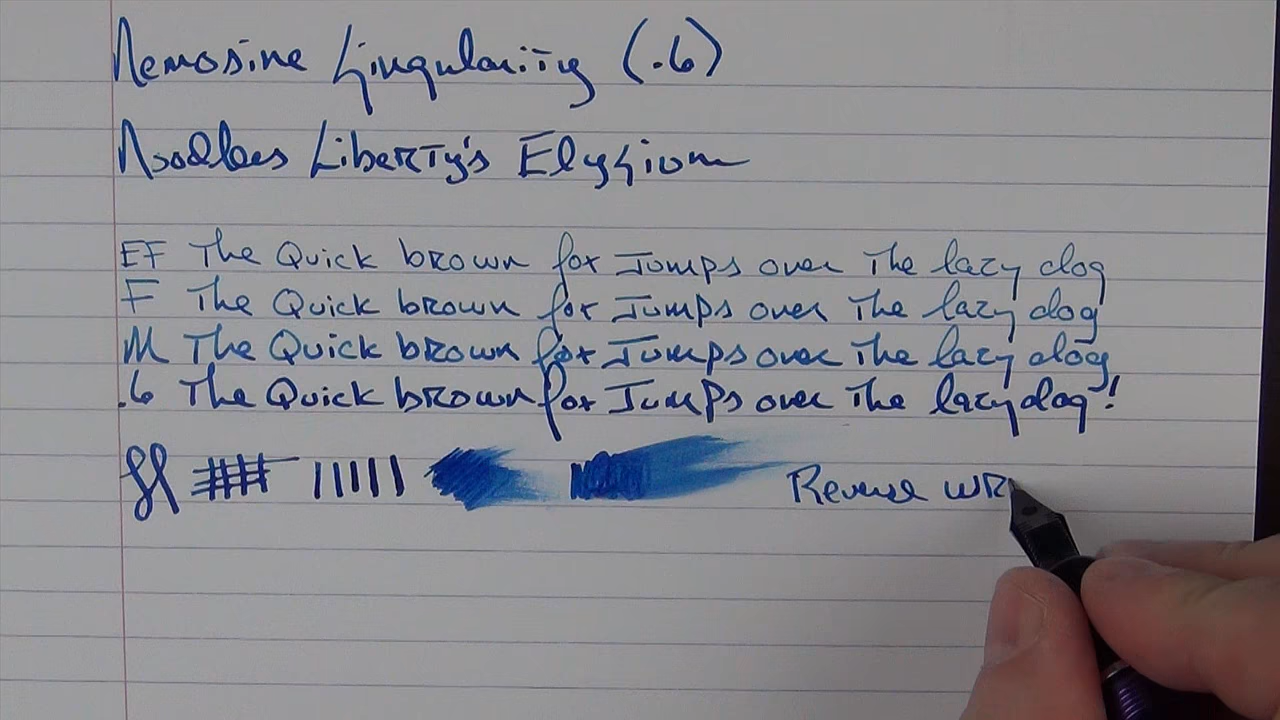 Nemosine Singularity (.6)
Noodlers Liberty's Elysium
EF The Quick brown fox Jumps over The lazy dog
F The Quick brown fox Jumps over The lazy dog
M The Quick brown fox Jumps over The lazy dog
.6 The Quick brown fox Jumps over The lazy dog!
Reverse WR